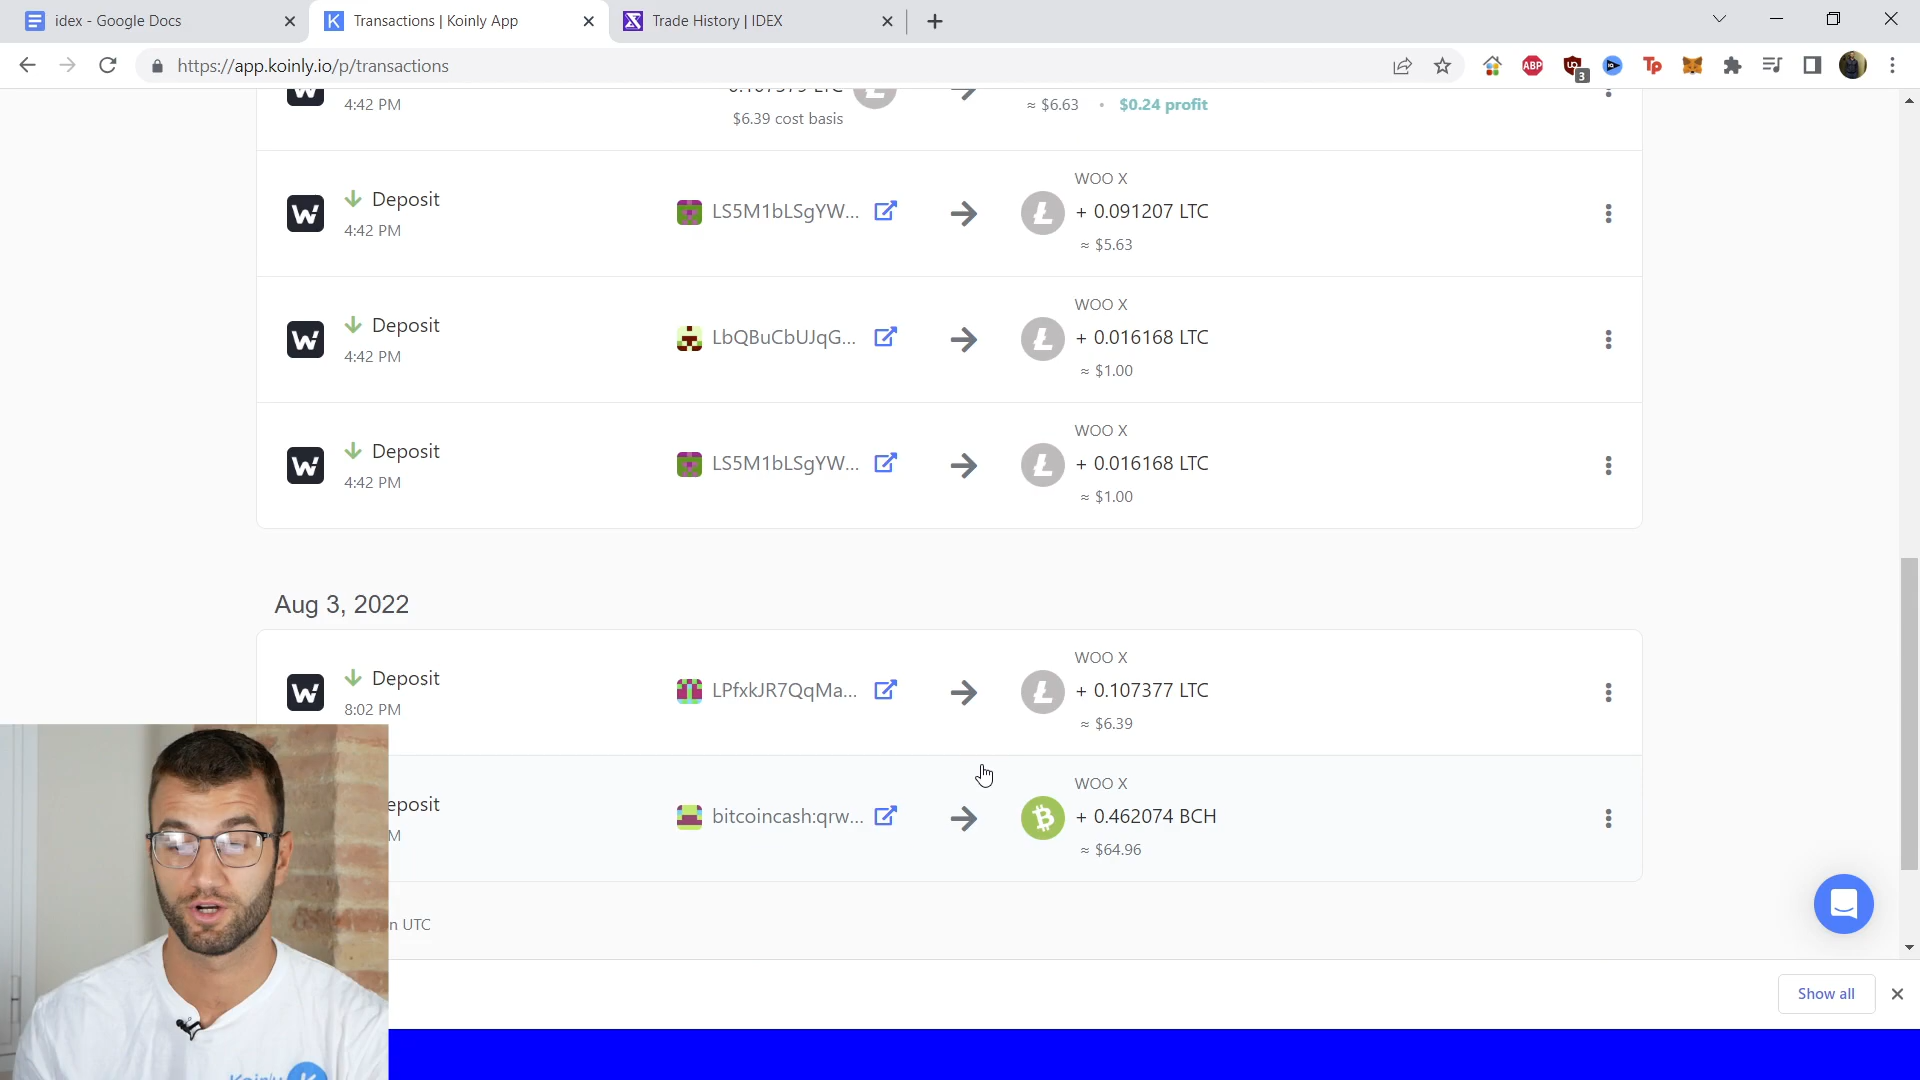 idex - Google Docs
Transactions | Koinly App
Trade History | IDEX
https://app.koinly.io/p/transactions
ABP
3
Tp
4:42 PM
$6.39 cost basis
≈ $6.63 • $0.24 profit
Deposit
4:42 PM
LS5M1bLSgYW...
WOO X
+ 0.091207 LTC
≈ $5.63
Deposit
4:42 PM
LbQBuCbUJqG...
WOO X
+ 0.016168 LTC
≈ $1.00
Deposit
4:42 PM
LS5M1bLSgYW...
WOO X
+ 0.016168 LTC
≈ $1.00
Aug 3, 2022
Deposit
8:02 PM
LPfxkJR7QqMa...
WOO X
+ 0.107377 LTC
≈ $6.39
eposit
M
bitcoincash:qrw...
WOO X
+ 0.462074 BCH
≈ $64.96
n UTC
Show all
Koinly